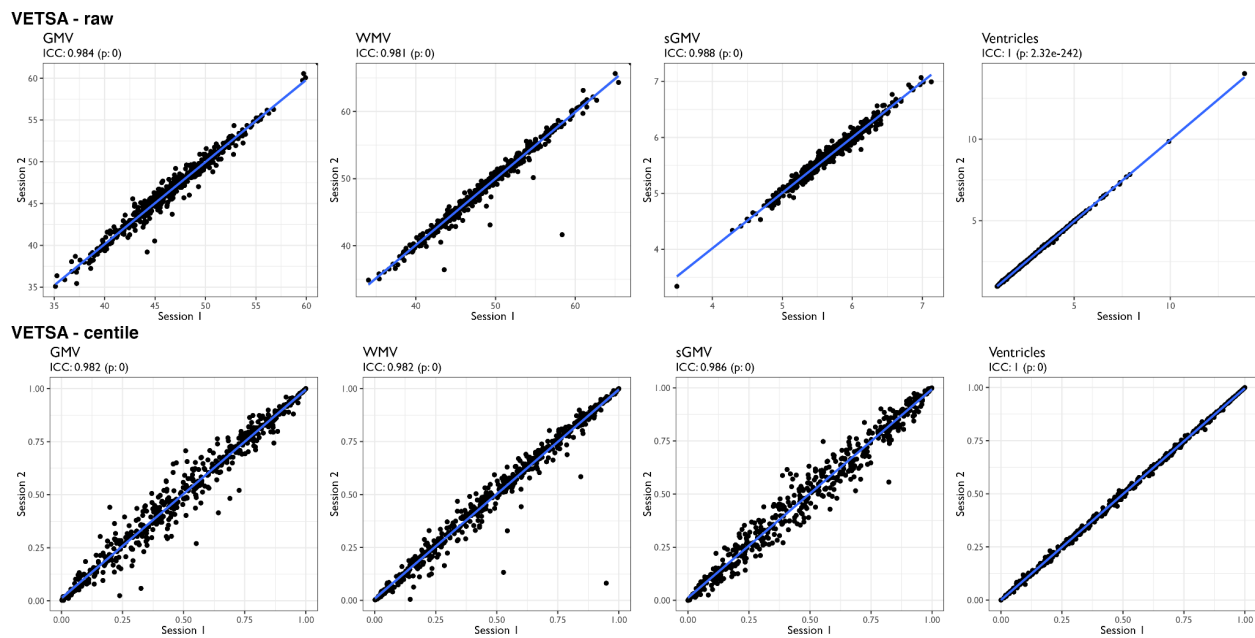 VETSA - raw
GMV
ICC: 0.984 (p: 0)
60
55
50
45
40
35
Session 2
35 40 45 50 55 60
Session 1
WMV
ICC: 0.981 (p: 0)
60
50
40
Session 2
40 50 60
Session 1
sGMV
ICC: 0.988 (p: 0)
7
6
5
4
Session 2
4 5 6 7
Session 1
Ventricles
ICC: 1 (p: 2.32e-242)
10
5
Session 2
5 10
Session 1
VETSA - centile
GMV
ICC: 0.982 (p: 0)
1.00
0.75
0.50
0.25
0.00
Session 2
0.00 0.25 0.50 0.75 1.00
Session 1
WMV
ICC: 0.982 (p: 0)
1.00
0.75
0.50
0.25
0.00
Session 2
0.00 0.25 0.50 0.75 1.00
Session 1
sGMV
ICC: 0.986 (p: 0)
1.00
0.75
0.50
0.25
0.00
Session 2
0.00 0.25 0.50 0.75 1.00
Session 1
Ventricles
ICC: 1 (p: 0)
1.00
0.75
0.50
0.25
0.00
Session 2
0.00 0.25 0.50 0.75 1.00
Session 1